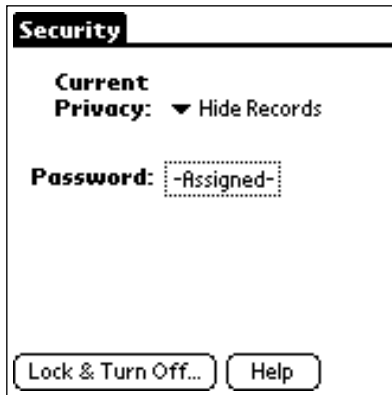 Security
Current
Privacy: Hide Records
Password: -Assigned-
Lock & Turn Off... Help